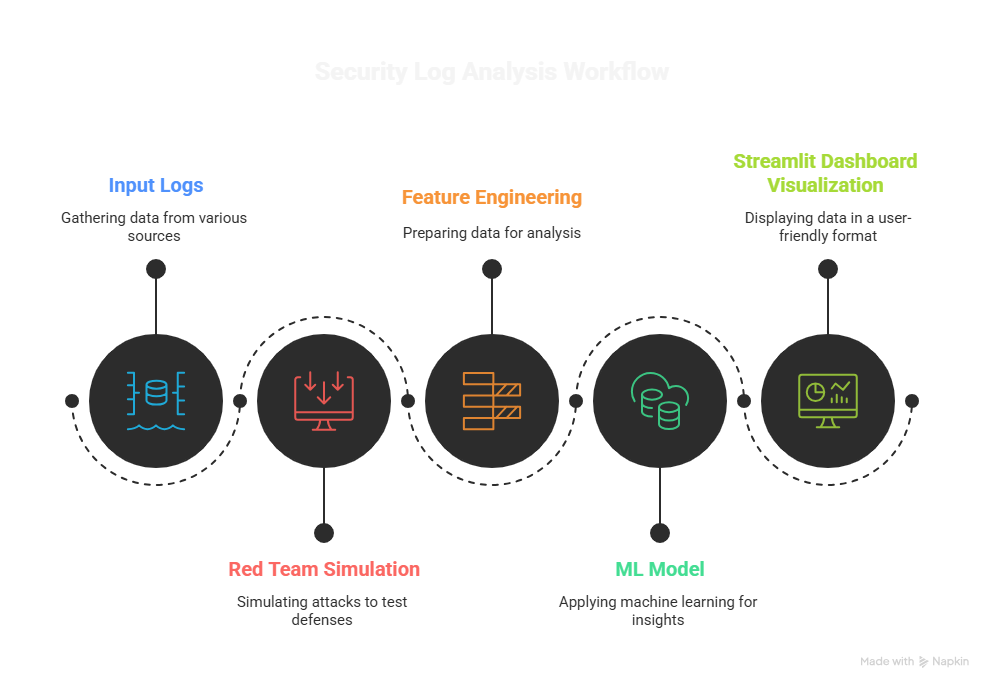 Security Log Analysis Workflow
Input Logs
Gathering data from various
sources
Feature Engineering
Preparing data for analysis
Streamlit Dashboard
Visualization
Displaying data in a user-
friendly format
Red Team Simulation
Simulating attacks to test
defenses
ML Model
Applying machine learning for
insights
Made with Napkin